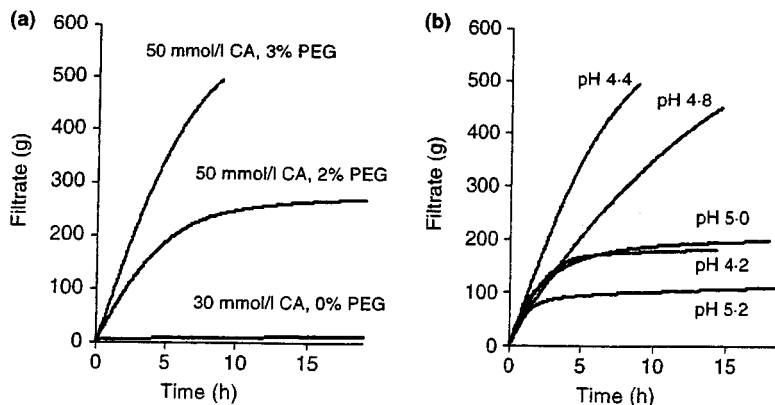 (a)
600
500
400
300
200
100
0
Filtrate (g)
50 mmol/l CA, 3% PEG
50 mmol/l CA, 2% PEG
30 mmol/l CA, 0% PEG
0 5 10 15
Time (h)
(b)
600
500
400
300
200
100
0
Filtrate (g)
pH 4·4
pH 4·8
pH 5·0
pH 4·2
pH 5·2
0 5 10 15
Time (h)